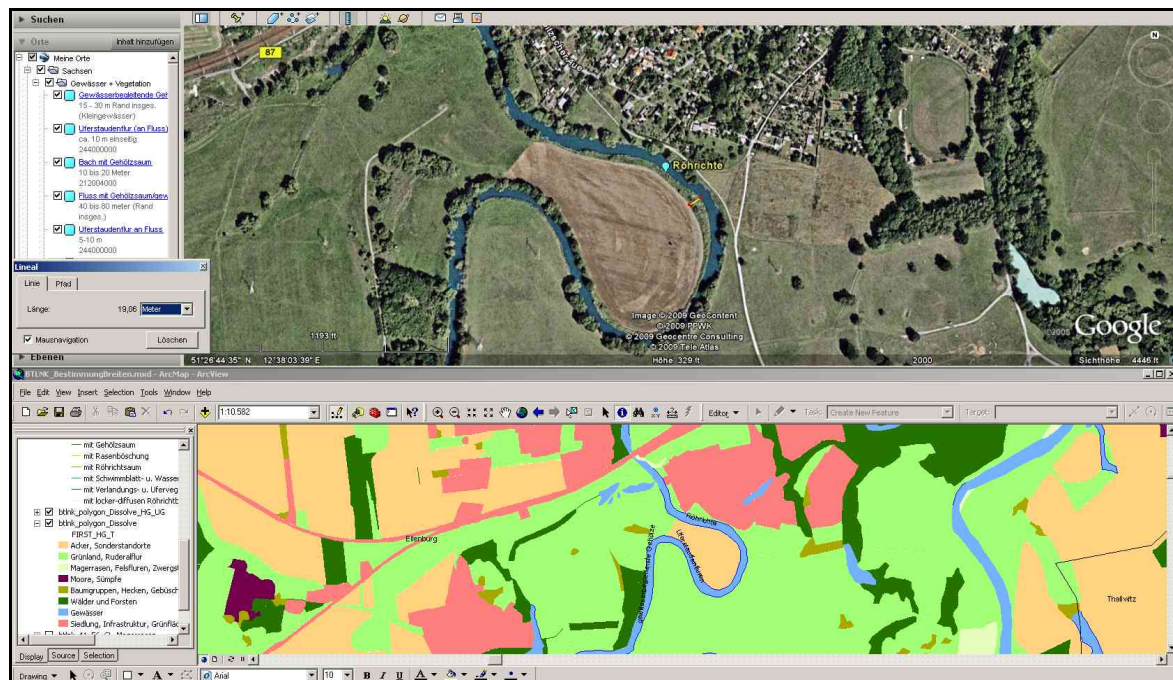 Suchen
Orte
Inhalt hinzufügen
Meine Orte
Sachsen
Gewässer + Vegetation
Gewässerbegleitende Geh
15 - 30 m Rand insges.
(Kleingewässer)
Uferstaudenflur (an Fluss)
ca. 10 m einseitig
244000000
Bach mit Gehölzsaum
10 bis 20 Meter
212004000
Fluss mit Gehölzsaum/gew
40 bis 80 meter (Rand
insges.)
Uferstaudenflur an Fluss
5-10 m
244000000
Lineal
Linie Pfad
Länge: 19,06 Meter
Mausnavigation Löschen
Ebenen
87
Röhrichte
N
Image © 2009 GeoContent
© 2009 PPWK
© 2009 Geocentre Consulting
© 2009 Tele Atlas
©2008 Google
1193 ft
51°26'44.35" N 12°38'03.39" E Höhe 329 ft 2000 Sichthöhe 4446 ft
BTLNK_BestimmungBreiten.mxd - ArcMap - ArcView
File Edit View Insert Selection Tools Window Help
1:10.582 Editor Task: Create New Feature Target:
mit Gehölzsaum
mit Rasenböschung
mit Röhrichtsaum
mit Schwimmblatt- u. Wasse
mit Verlandungs- u. Uferveg
mit locker-diffusen Röhrichtb
btlnk_polygon_Dissolve_HG_UG
btlnk_polygon_Dissolve
FIRST_HG_T
Acker, Sonderstandorte
Grünland, Ruderalflur
Magerrasen, Felsfluren, Zwergst
Moore, Sümpfe
Baumgruppen, Hecken, Gebüsch
Wälder und Forsten
Gewässer
Siedlung, Infrastruktur, Grünfläc
Display Source Selection
Eilenburg
Röhrichte
Uferstaudenfluren
gewässerbegleitende Gehölze
Thallwitz
Drawing Arial 10 B I U A